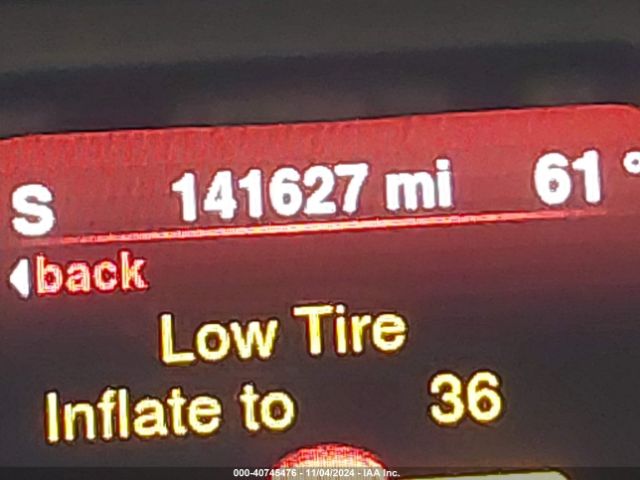 S 141627 mi 61 °
back
Low Tire
Inflate to 36
000-40745476 - 11/04/2024 - IAA Inc.